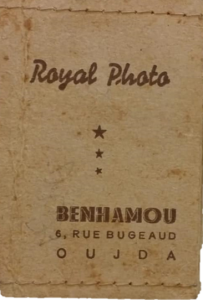 Royal Photo
BENHAMOU
6, RUE BUGEAUD
OUJDA